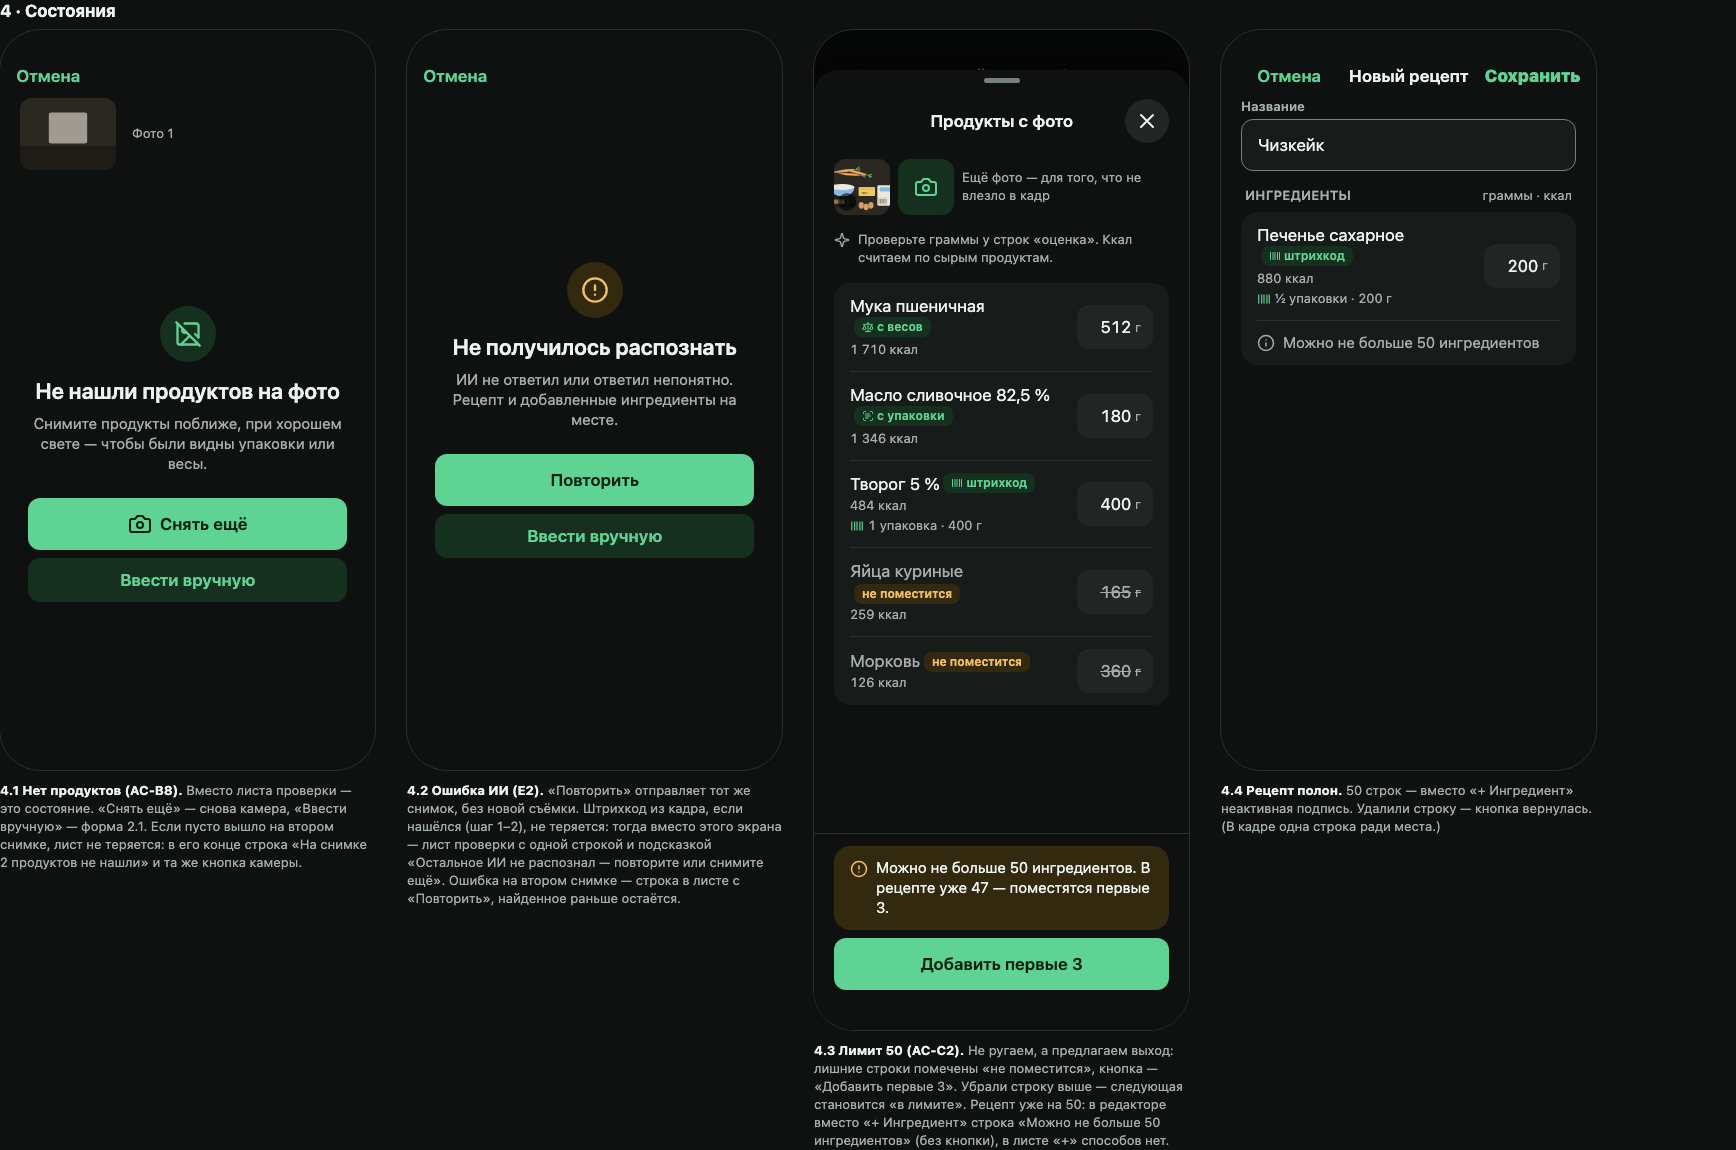 4 · Состояния
Отмена
Фото 1
Не нашли продуктов на фото
Снимите продукты поближе, при хорошем
свете — чтобы были видны упаковки или
весы.
Снять ещё
Ввести вручную
4.1 Нет продуктов (AC-B8). Вместо листа проверки —
это состояние. «Снять ещё» — снова камера, «Ввести
вручную» — форма 2.1. Если пусто вышло на втором
снимке, лист не теряется: в его конце строка «На снимке
2 продуктов не нашли» и та же кнопка камеры.
Отмена
Не получилось распознать
ИИ не ответил или ответил непонятно.
Рецепт и добавленные ингредиенты на
месте.
Повторить
Ввести вручную
4.2 Ошибка ИИ (E2). «Повторить» отправляет тот же
снимок, без новой съёмки. Штрихкод из кадра, если
нашёлся (шаг 1–2), не теряется: тогда вместо этого экрана
— лист проверки с одной строкой и подсказкой
«Остальное ИИ не распознал — повторите или снимите
ещё». Ошибка на втором снимке — строка в листе с
«Повторить», найденное раньше остаётся.
Продукты с фото
Ещё фото — для того, что не
влезло в кадр
Проверьте граммы у строк «оценка». Ккал
считаем по сырым продуктам.
Мука пшеничная
с весов
1 710 ккал
512 г
Масло сливочное 82,5 %
с упаковки
1 346 ккал
180 г
Творог 5 % штрихкод
484 ккал
1 упаковка · 400 г
400 г
Яйца куриные
не поместится
259 ккал
165 г
Морковь не поместится
126 ккал
360 г
Можно не больше 50 ингредиентов. В
рецепте уже 47 — поместятся первые
3.
Добавить первые 3
4.3 Лимит 50 (AC-C2). Не ругаем, а предлагаем выход:
лишние строки помечены «не поместится», кнопка —
«Добавить первые 3». Убрали строку выше — следующая
становится «в лимите». Рецепт уже на 50: в редакторе
вместо «+ Ингредиент» строка «Можно не больше 50
ингредиентов» (без кнопки), в листе «+» способов нет.
Отмена Новый рецепт Сохранить
Название
Чизкейк
ИНГРЕДИЕНТЫ граммы · ккал
Печенье сахарное
штрихкод
880 ккал
½ упаковки · 200 г
200 г
Можно не больше 50 ингредиентов
4.4 Рецепт полон. 50 строк — вместо «+ Ингредиент»
неактивная подпись. Удалили строку — кнопка вернулась.
(В кадре одна строка ради места.)